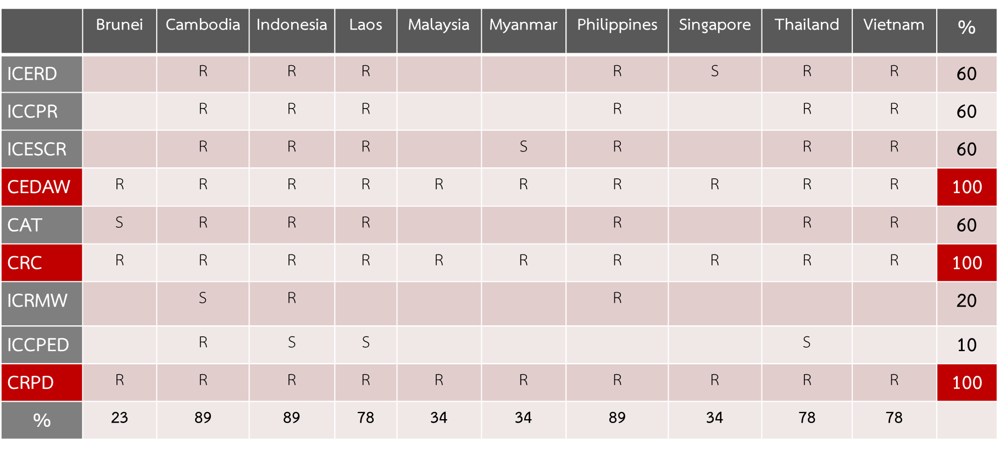 Brunei Cambodia Indonesia Laos Malaysia Myanmar Philippines Singapore Thailand Vietnam %
ICERD R R R R S R R 60
ICCPR R R R R R R 60
ICESCR R R R S R R R 60
CEDAW R R R R R R R R R R 100
CAT S R R R R R R 60
CRC R R R R R R R R R R 100
ICRMW S R R 20
ICCPED R S S S 10
CRPD R R R R R R R R R R 100
% 23 89 89 78 34 34 89 34 78 78